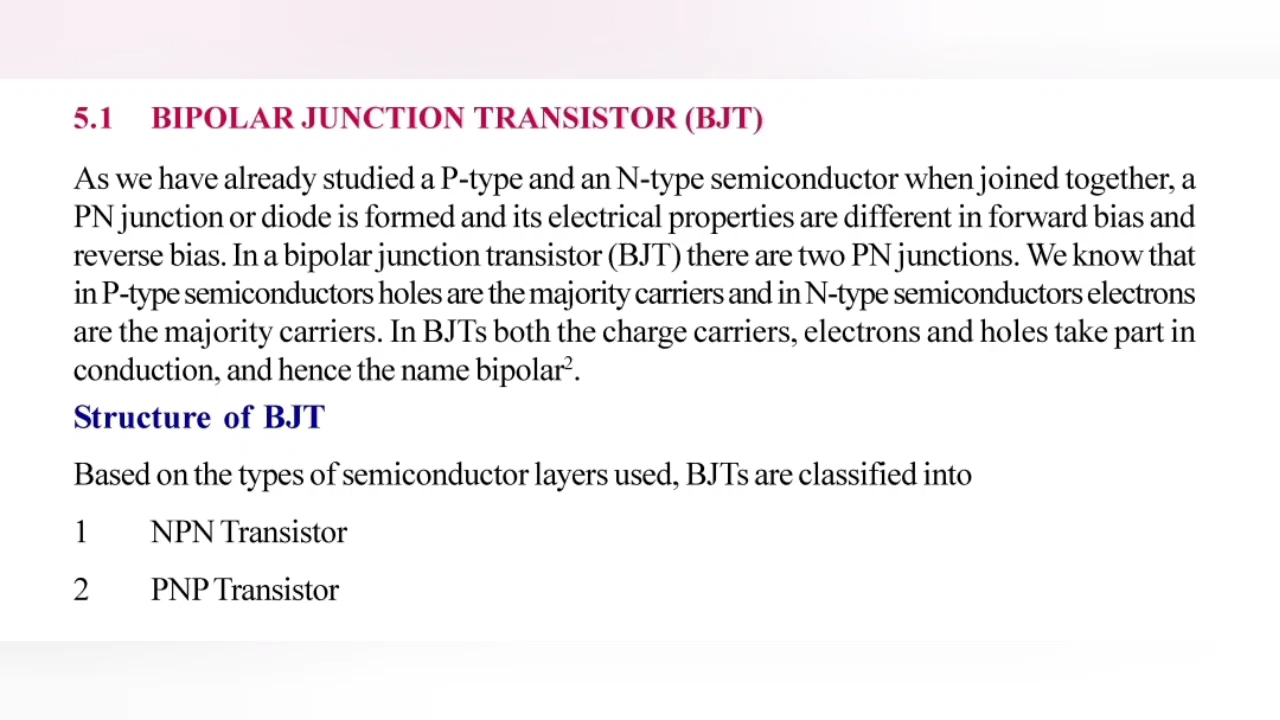 5.1 BIPOLAR JUNCTION TRANSISTOR (BJT)
As we have already studied a P-type and an N-type semiconductor when joined together, a
PN junction or diode is formed and its electrical properties are different in forward bias and
reverse bias. In a bipolar junction transistor (BJT) there are two PN junctions. We know that
in P-type semiconductors holes are the majority carriers and in N-type semiconductors electrons
are the majority carriers. In BJTs both the charge carriers, electrons and holes take part in
conduction, and hence the name bipolar².
Structure of BJT
Based on the types of semiconductor layers used, BJTs are classified into
1 NPN Transistor
2 PNP Transistor